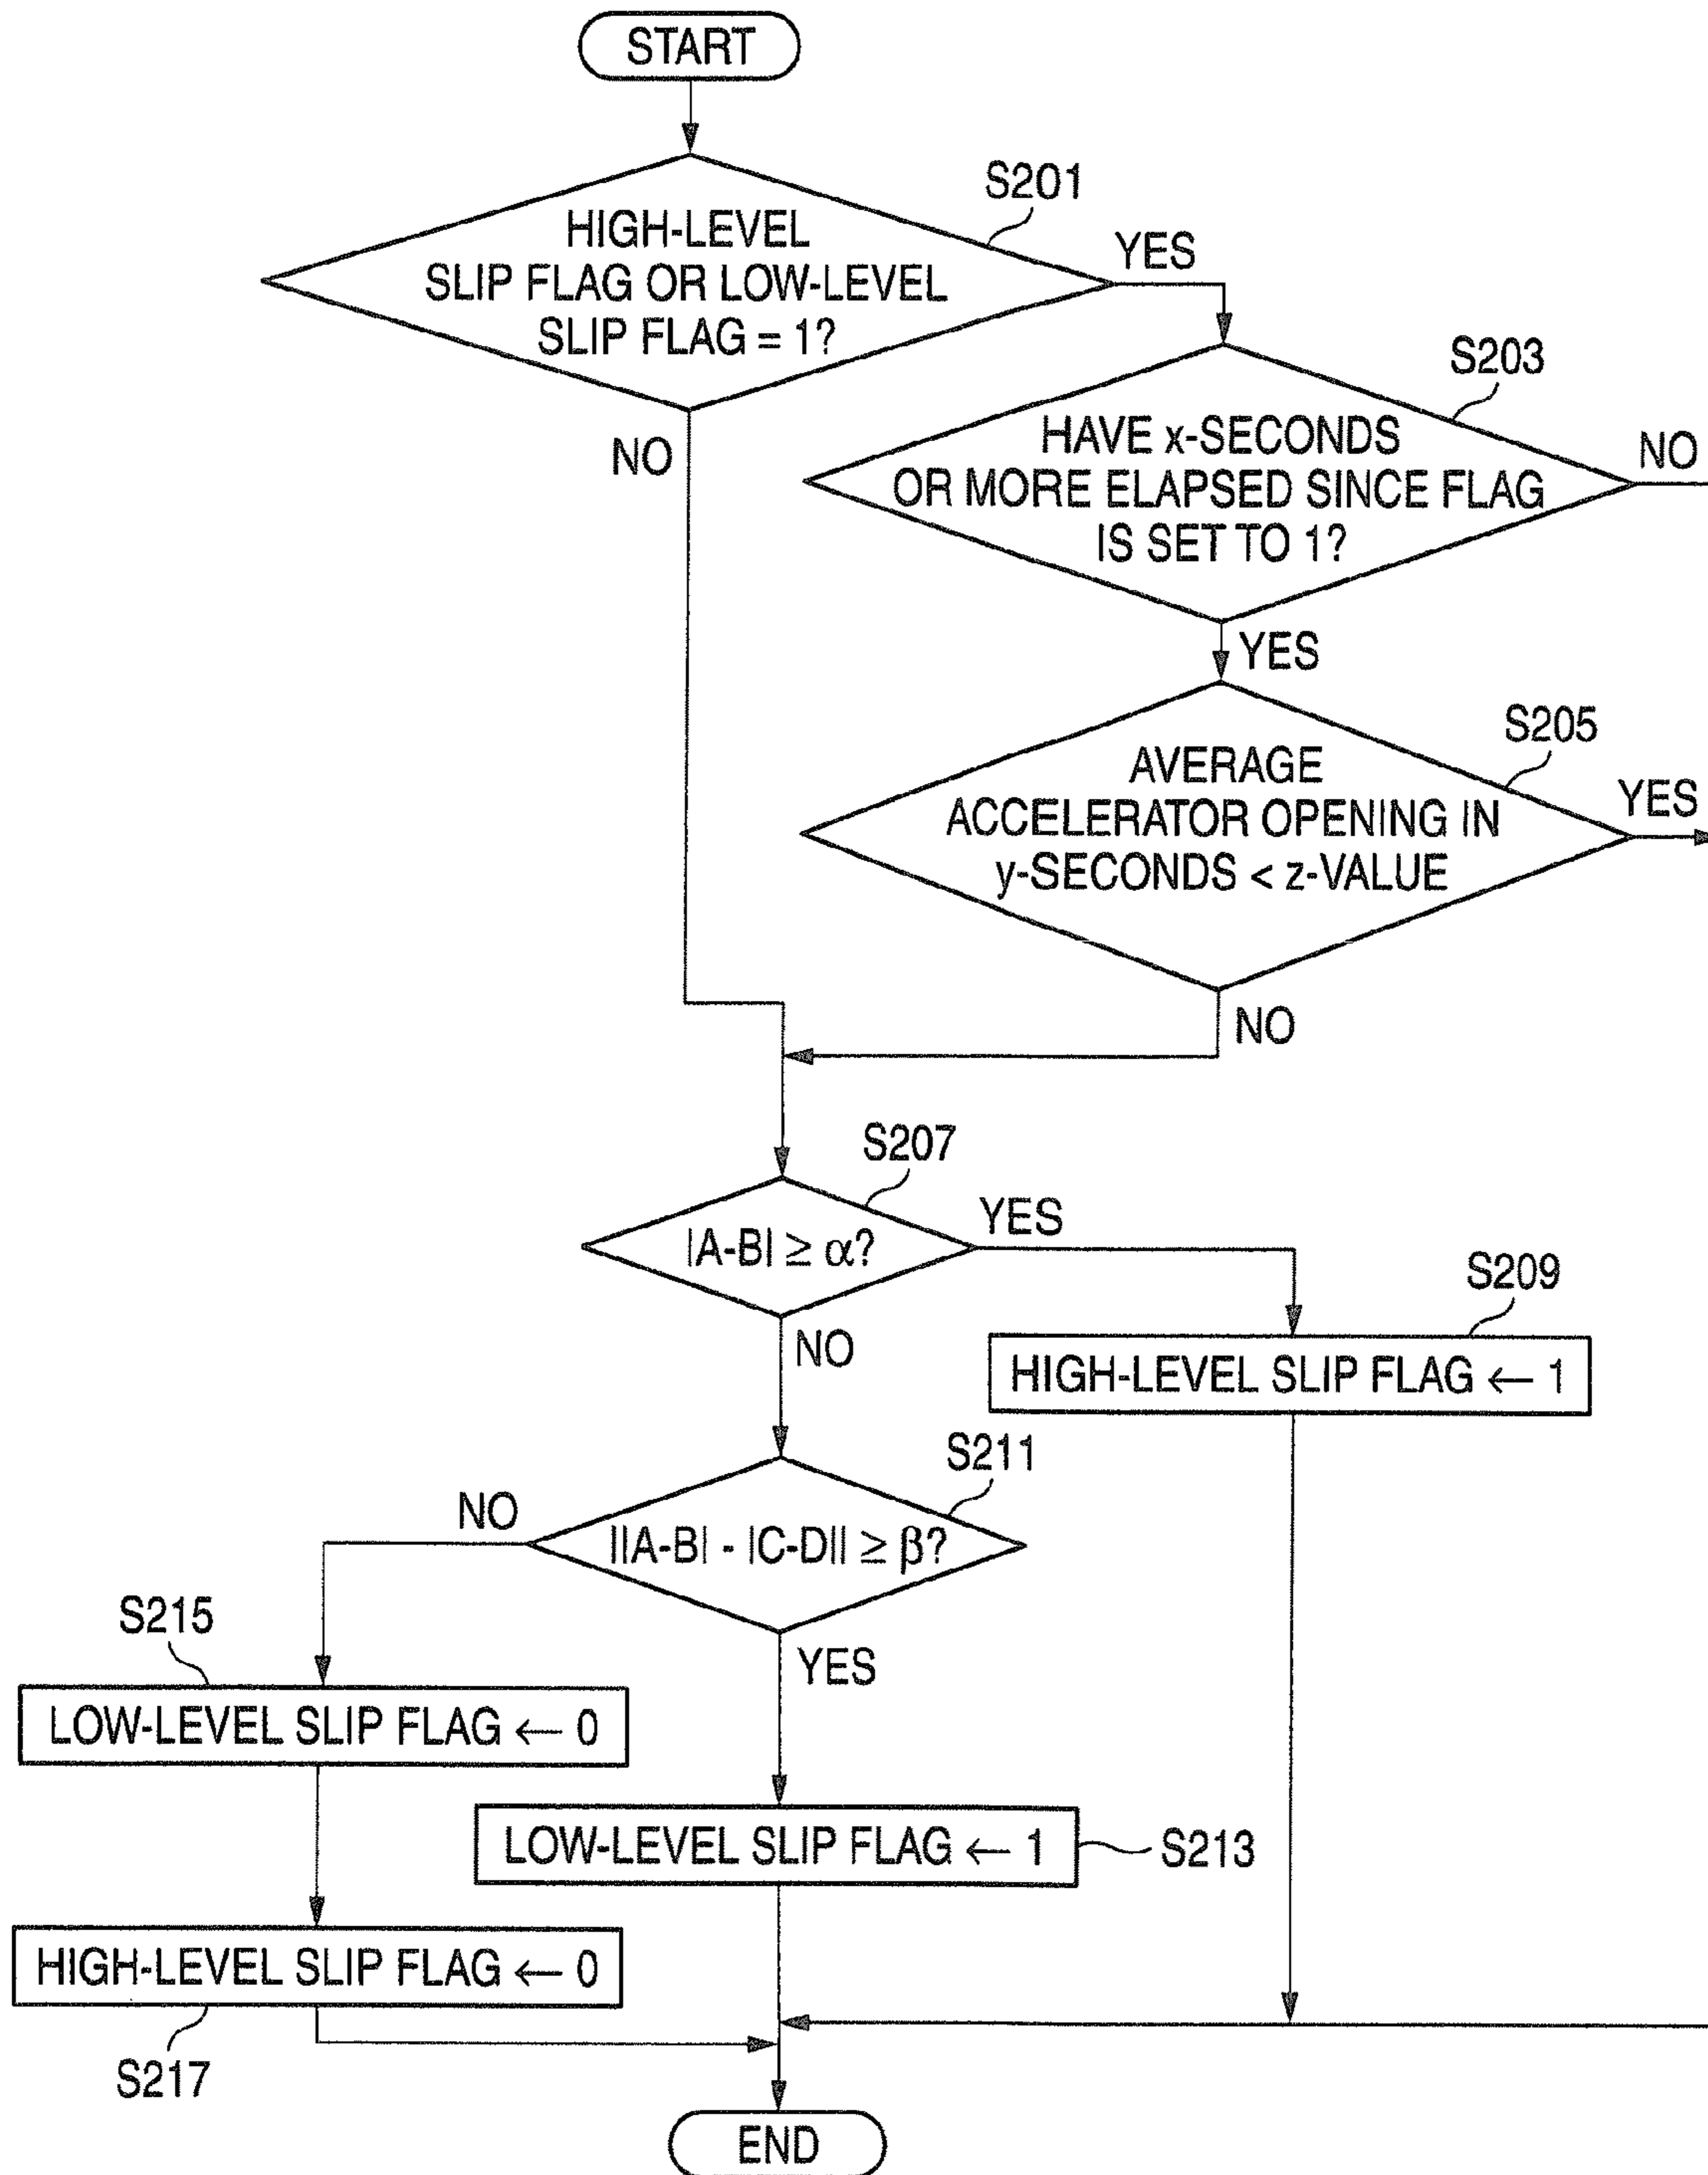 START
S201
HIGH-LEVEL
SLIP FLAG OR LOW-LEVEL
SLIP FLAG = 1?
YES
NO
S203
HAVE x-SECONDS
OR MORE ELAPSED SINCE FLAG
IS SET TO 1?
NO
YES
S205
AVERAGE
ACCELERATOR OPENING IN
y-SECONDS < z-VALUE
YES
NO
S207
|A-B| ≥ α?
YES
NO
S209
HIGH-LEVEL SLIP FLAG ← 1
S211
||A-B| - |C-D|| ≥ β?
NO
YES
S215
LOW-LEVEL SLIP FLAG ← 0
LOW-LEVEL SLIP FLAG ← 1
S213
HIGH-LEVEL SLIP FLAG ← 0
S217
END